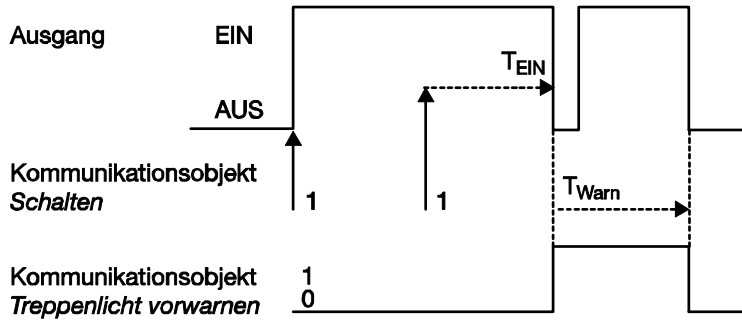 Ausgang EIN
T_EIN
AUS
Kommunikationsobjekt
Schalten 1 1
T_Warn
Kommunikationsobjekt 1
Treppenlicht vorwarnen 0